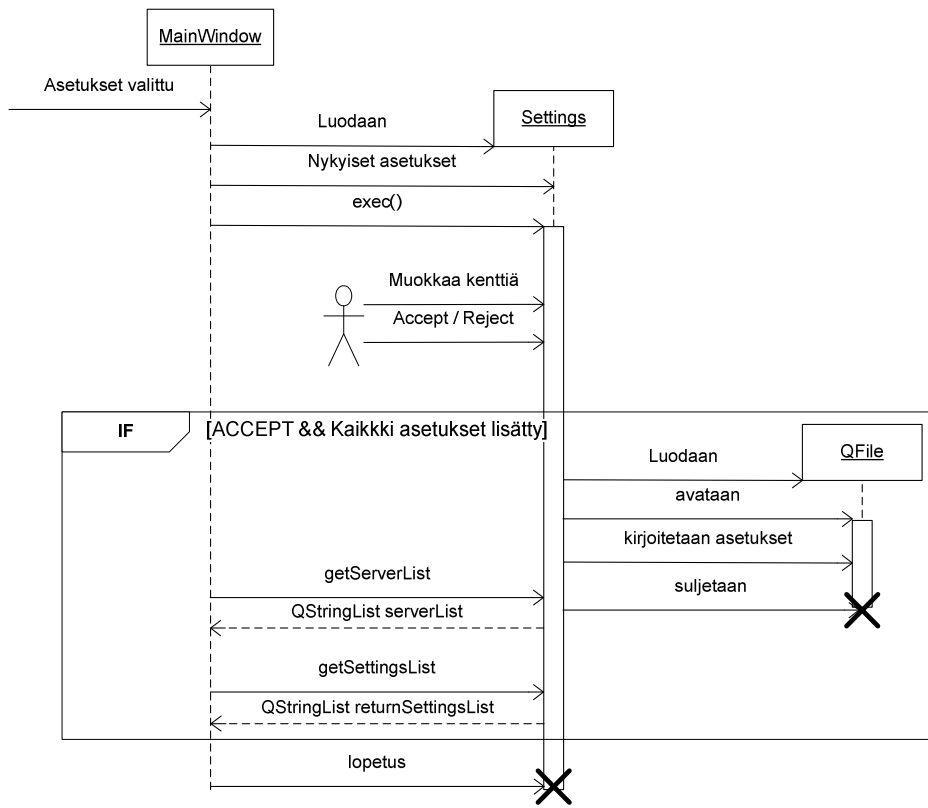 MainWindow
Asetukset valittu
Settings
Luodaan
Nykyiset asetukset
exec()
Muokkaa kenttiä
Accept / Reject
IF
[ACCEPT && Kaikkki asetukset lisätty]
QFile
Luodaan
avataan
kirjoitetaan asetukset
getServerList
suljetaan
QStringList serverList
getSettingsList
QStringList returnSettingsList
lopetus